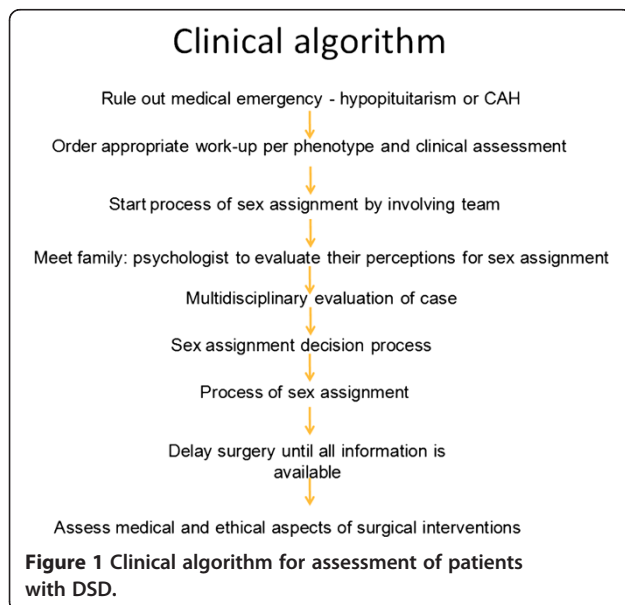 Clinical algorithm
Rule out medical emergency - hypopituitarism or CAH
Order appropriate work-up per phenotype and clinical assessment
Start process of sex assignment by involving team
Meet family: psychologist to evaluate their perceptions for sex assignment
Multidisciplinary evaluation of case
Sex assignment decision process
Process of sex assignment
Delay surgery until all information is
available
Assess medical and ethical aspects of surgical interventions
Figure 1 Clinical algorithm for assessment of patients
with DSD.